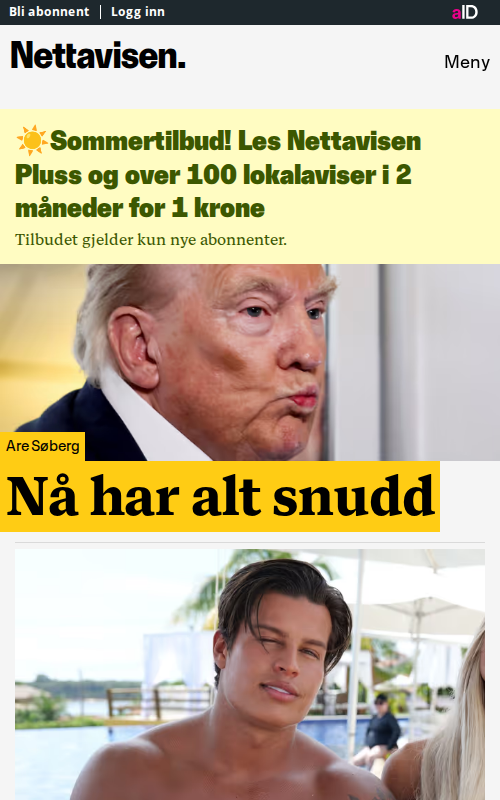 Bli abonnent | Logg inn
aID
Nettavisen.
Meny
☀️Sommertilbud! Les Nettavisen
Pluss og over 100 lokalaviser i 2
måneder for 1 krone
Tilbudet gjelder kun nye abonnenter.
Are Søberg
Nå har alt snudd